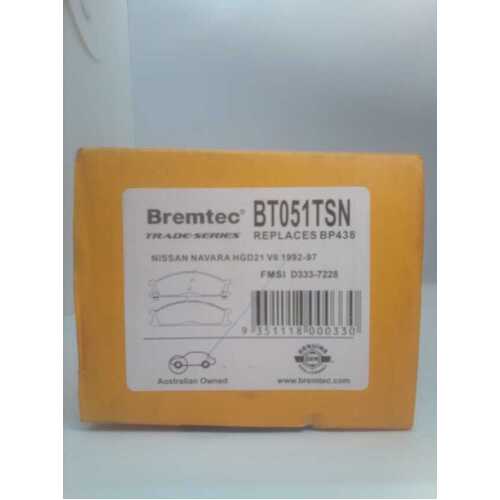 Bremtec BT051TSN
TRADE-SERIES REPLACES BP438
NISSAN NAVARA HGD21 V6 1992-97
FMSI D333-7228
9 351118 000330
GENUINE
Australian Owned
www.bremtec.com